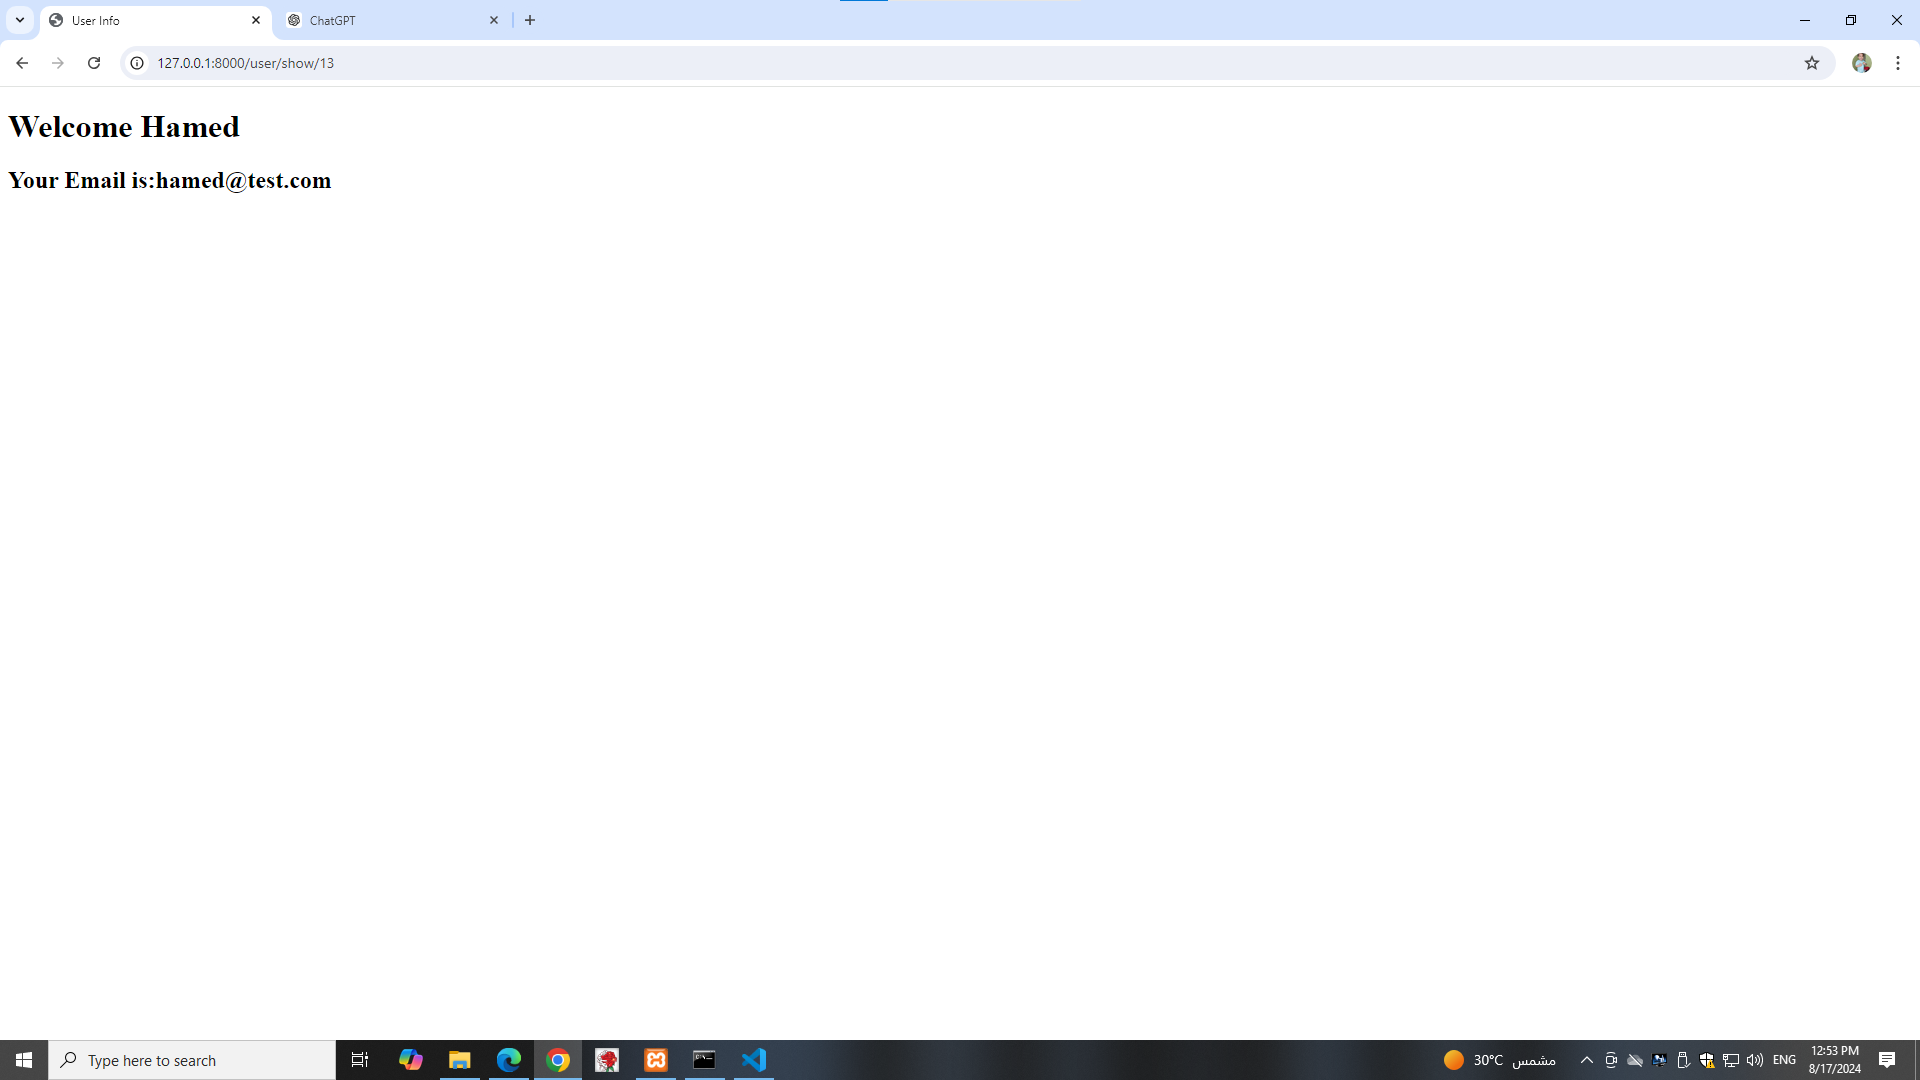 User Info
ChatGPT
127.0.0.1:8000/user/show/13
Welcome Hamed
Your Email is:hamed@test.com
Type here to search
30°C مشمس
ENG
12:53 PM
8/17/2024